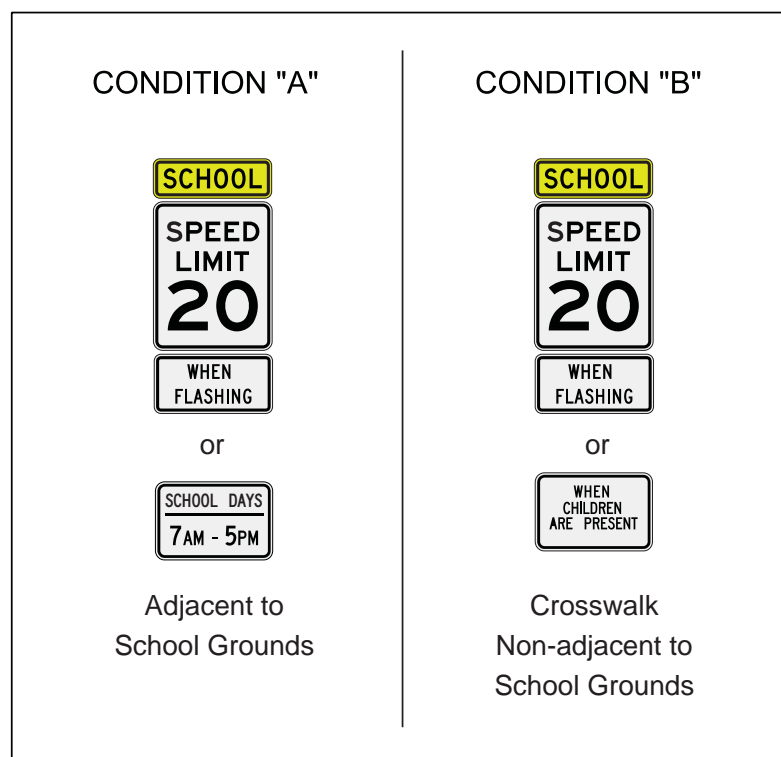 CONDITION "A"
SCHOOL
SPEED
LIMIT
20
WHEN
FLASHING
or
SCHOOL DAYS
7AM - 5PM
Adjacent to
School Grounds
CONDITION "B"
SCHOOL
SPEED
LIMIT
20
WHEN
FLASHING
or
WHEN
CHILDREN
ARE PRESENT
Crosswalk
Non-adjacent to
School Grounds